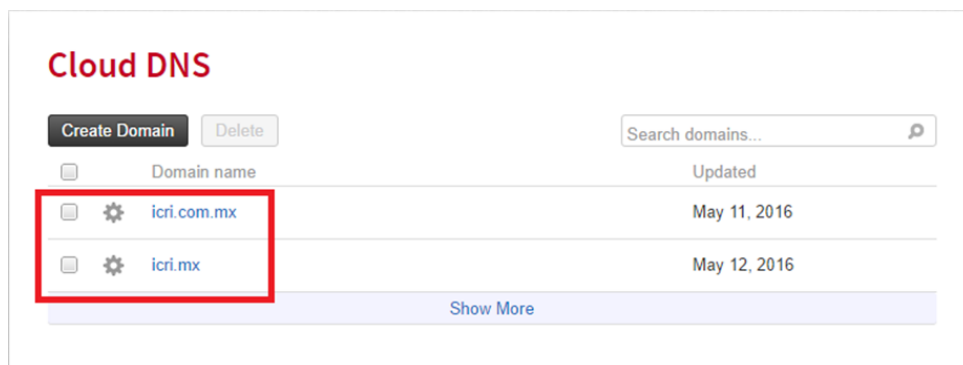 Cloud DNS
Create Domain Delete Search domains...
Domain name Updated
icri.com.mx May 11, 2016
icri.mx May 12, 2016
Show More